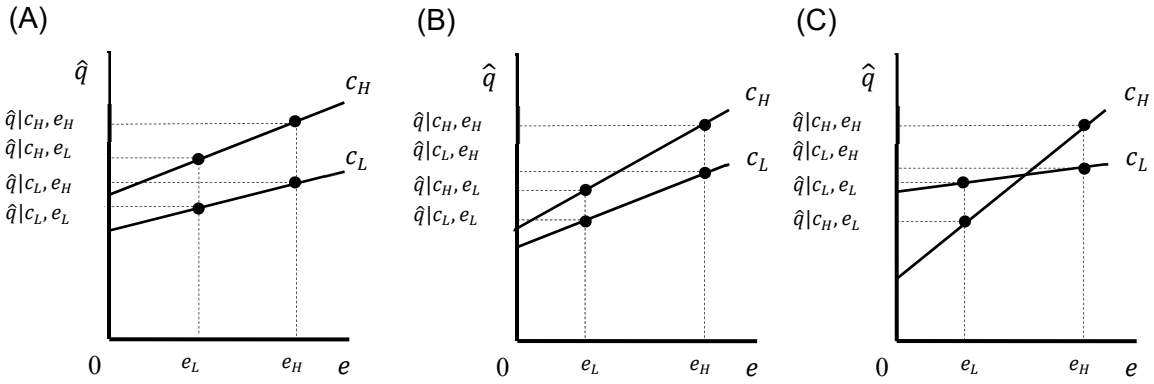 (A)
q̂
c_H
q̂|c_H, e_H
q̂|c_H, e_L
c_L
q̂|c_L, e_H
q̂|c_L, e_L
0
e_L
e_H
e
(B)
q̂
c_H
q̂|c_H, e_H
q̂|c_L, e_H
c_L
q̂|c_H, e_L
q̂|c_L, e_L
0
e_L
e_H
e
(C)
q̂
c_H
q̂|c_H, e_H
q̂|c_L, e_H
c_L
q̂|c_L, e_L
q̂|c_H, e_L
0
e_L
e_H
e